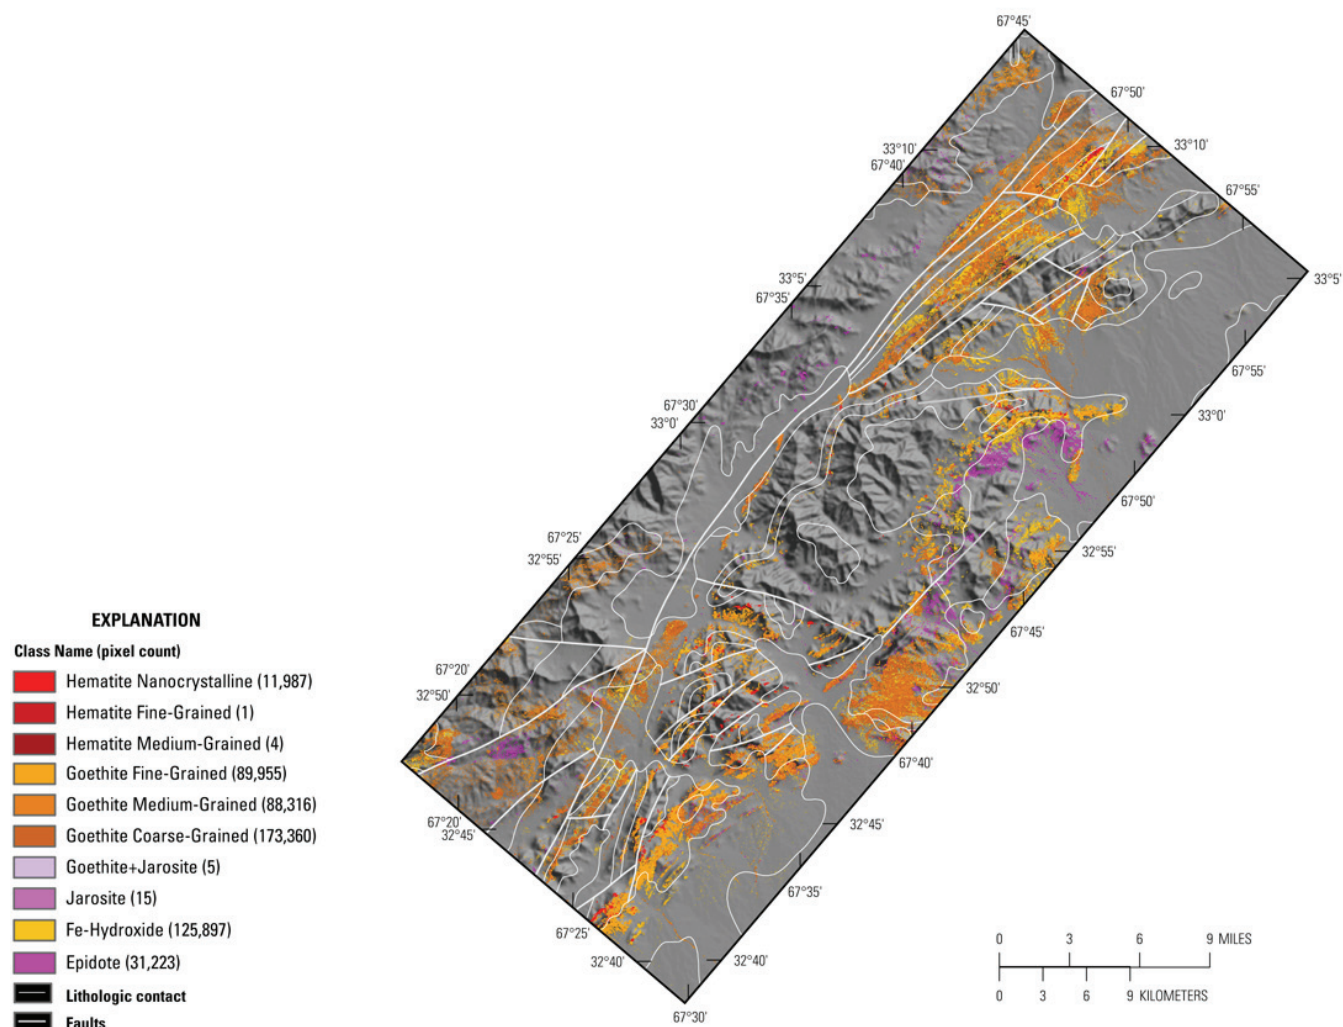 67°45'
67°50'
33°10'
67°40'
33°10'
67°55'
33°5'
67°35'
33°5'
67°55'
67°30'
33°0'
33°0'
67°50'
67°25'
32°55'
32°55'
67°45'
67°20'
32°50'
32°50'
67°40'
67°20'
32°45'
32°45'
67°35'
67°25'
32°40'
32°40'
67°30'
EXPLANATION
Class Name (pixel count)
Hematite Nanocrystalline (11,987)
Hematite Fine-Grained (1)
Hematite Medium-Grained (4)
Goethite Fine-Grained (89,955)
Goethite Medium-Grained (88,316)
Goethite Coarse-Grained (173,360)
Goethite+Jarosite (5)
Jarosite (15)
Fe-Hydroxide (125,897)
Epidote (31,223)
Lithologic contact
Faults
0 3 6 9 MILES
0 3 6 9 KILOMETERS